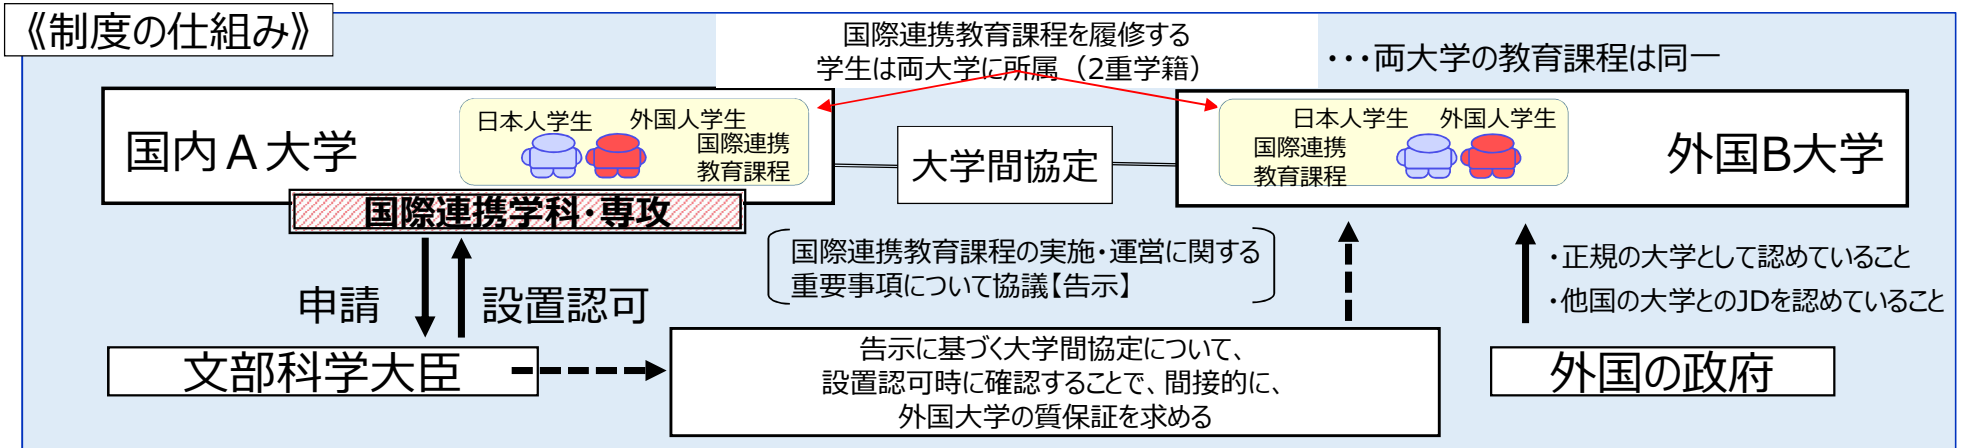 《制度の仕組み》
国際連携教育課程を履修する
学生は両大学に所属（2重学籍）
・・・両大学の教育課程は同一
国内Ａ大学
日本人学生
外国人学生
国際連携
教育課程
国際連携学科・専攻
大学間協定
日本人学生
外国人学生
国際連携
教育課程
外国B大学
国際連携教育課程の実施・運営に関する
重要事項について協議【告示】
申請
設置認可
・正規の大学として認めていること
・他国の大学とのJDを認めていること
文部科学大臣
告示に基づく大学間協定について、
設置認可時に確認することで、間接的に、
外国大学の質保証を求める
外国の政府